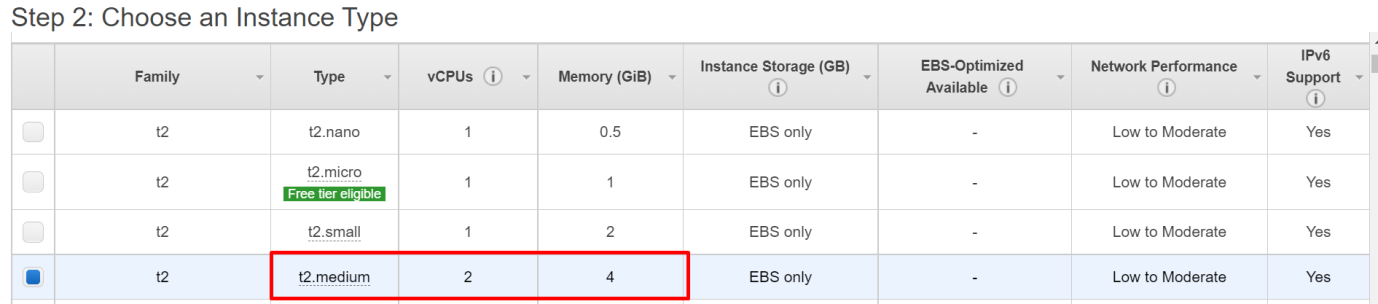 Step 2: Choose an Instance Type
Family Type vCPUs i Memory (GiB) Instance Storage (GB) i EBS-Optimized Available i Network Performance i IPv6 Support i
t2 t2.nano 1 0.5 EBS only - Low to Moderate Yes
t2 t2.micro Free tier eligible 1 1 EBS only - Low to Moderate Yes
t2 t2.small 1 2 EBS only - Low to Moderate Yes
t2 t2.medium 2 4 EBS only - Low to Moderate Yes